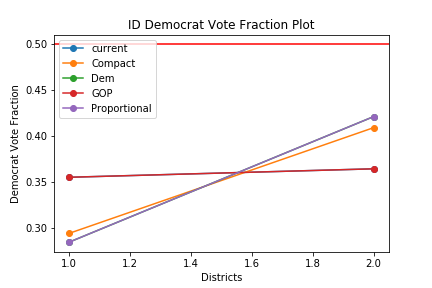 ID Democrat Vote Fraction Plot
0.50
0.45
0.40
0.35
0.30
Democrat Vote Fraction
current
Compact
Dem
GOP
Proportional
1.0 1.2 1.4 1.6 1.8 2.0
Districts